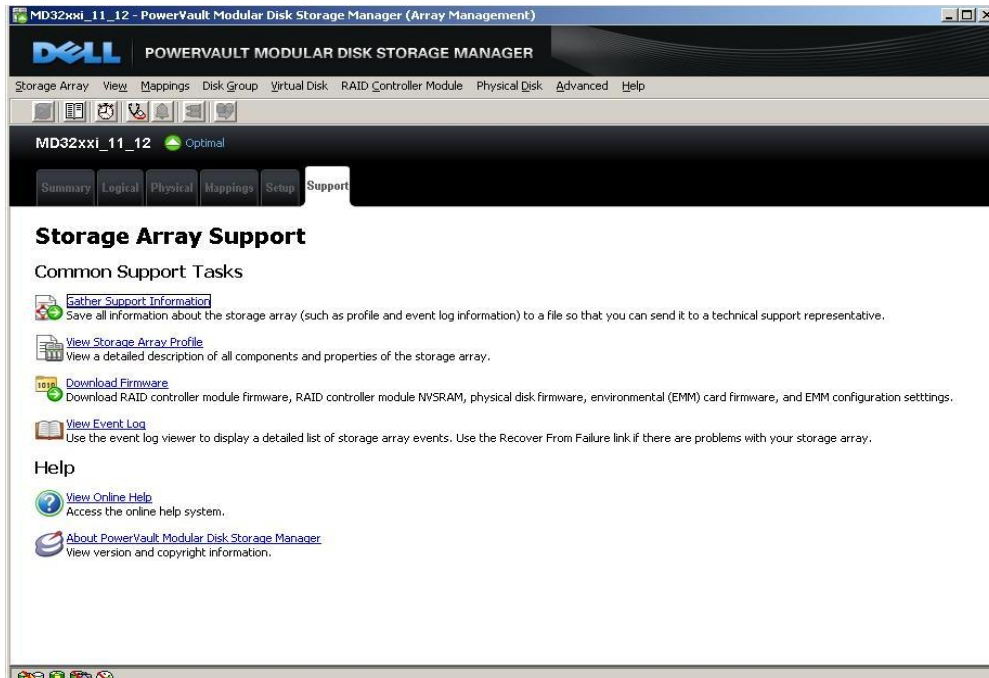 MD32xxi_11_12 - PowerVault Modular Disk Storage Manager (Array Management)
DELL POWERVAULT MODULAR DISK STORAGE MANAGER
Storage Array View Mappings Disk Group Virtual Disk RAID Controller Module Physical Disk Advanced Help
MD32xxi_11_12 Optimal
Summary Logical Physical Mappings Setup Support
Storage Array Support
Common Support Tasks
Gather Support Information
Save all information about the storage array (such as profile and event log information) to a file so that you can send it to a technical support representative.
View Storage Array Profile
View a detailed description of all components and properties of the storage array.
1010
Download Firmware
Download RAID controller module firmware, RAID controller module NVSRAM, physical disk firmware, environmental (EMM) card firmware, and EMM configuration setttings.
View Event Log
Use the event log viewer to display a detailed list of storage array events. Use the Recover From Failure link if there are problems with your storage array.
Help
View Online Help
Access the online help system.
About PowerVault Modular Disk Storage Manager
View version and copyright information.